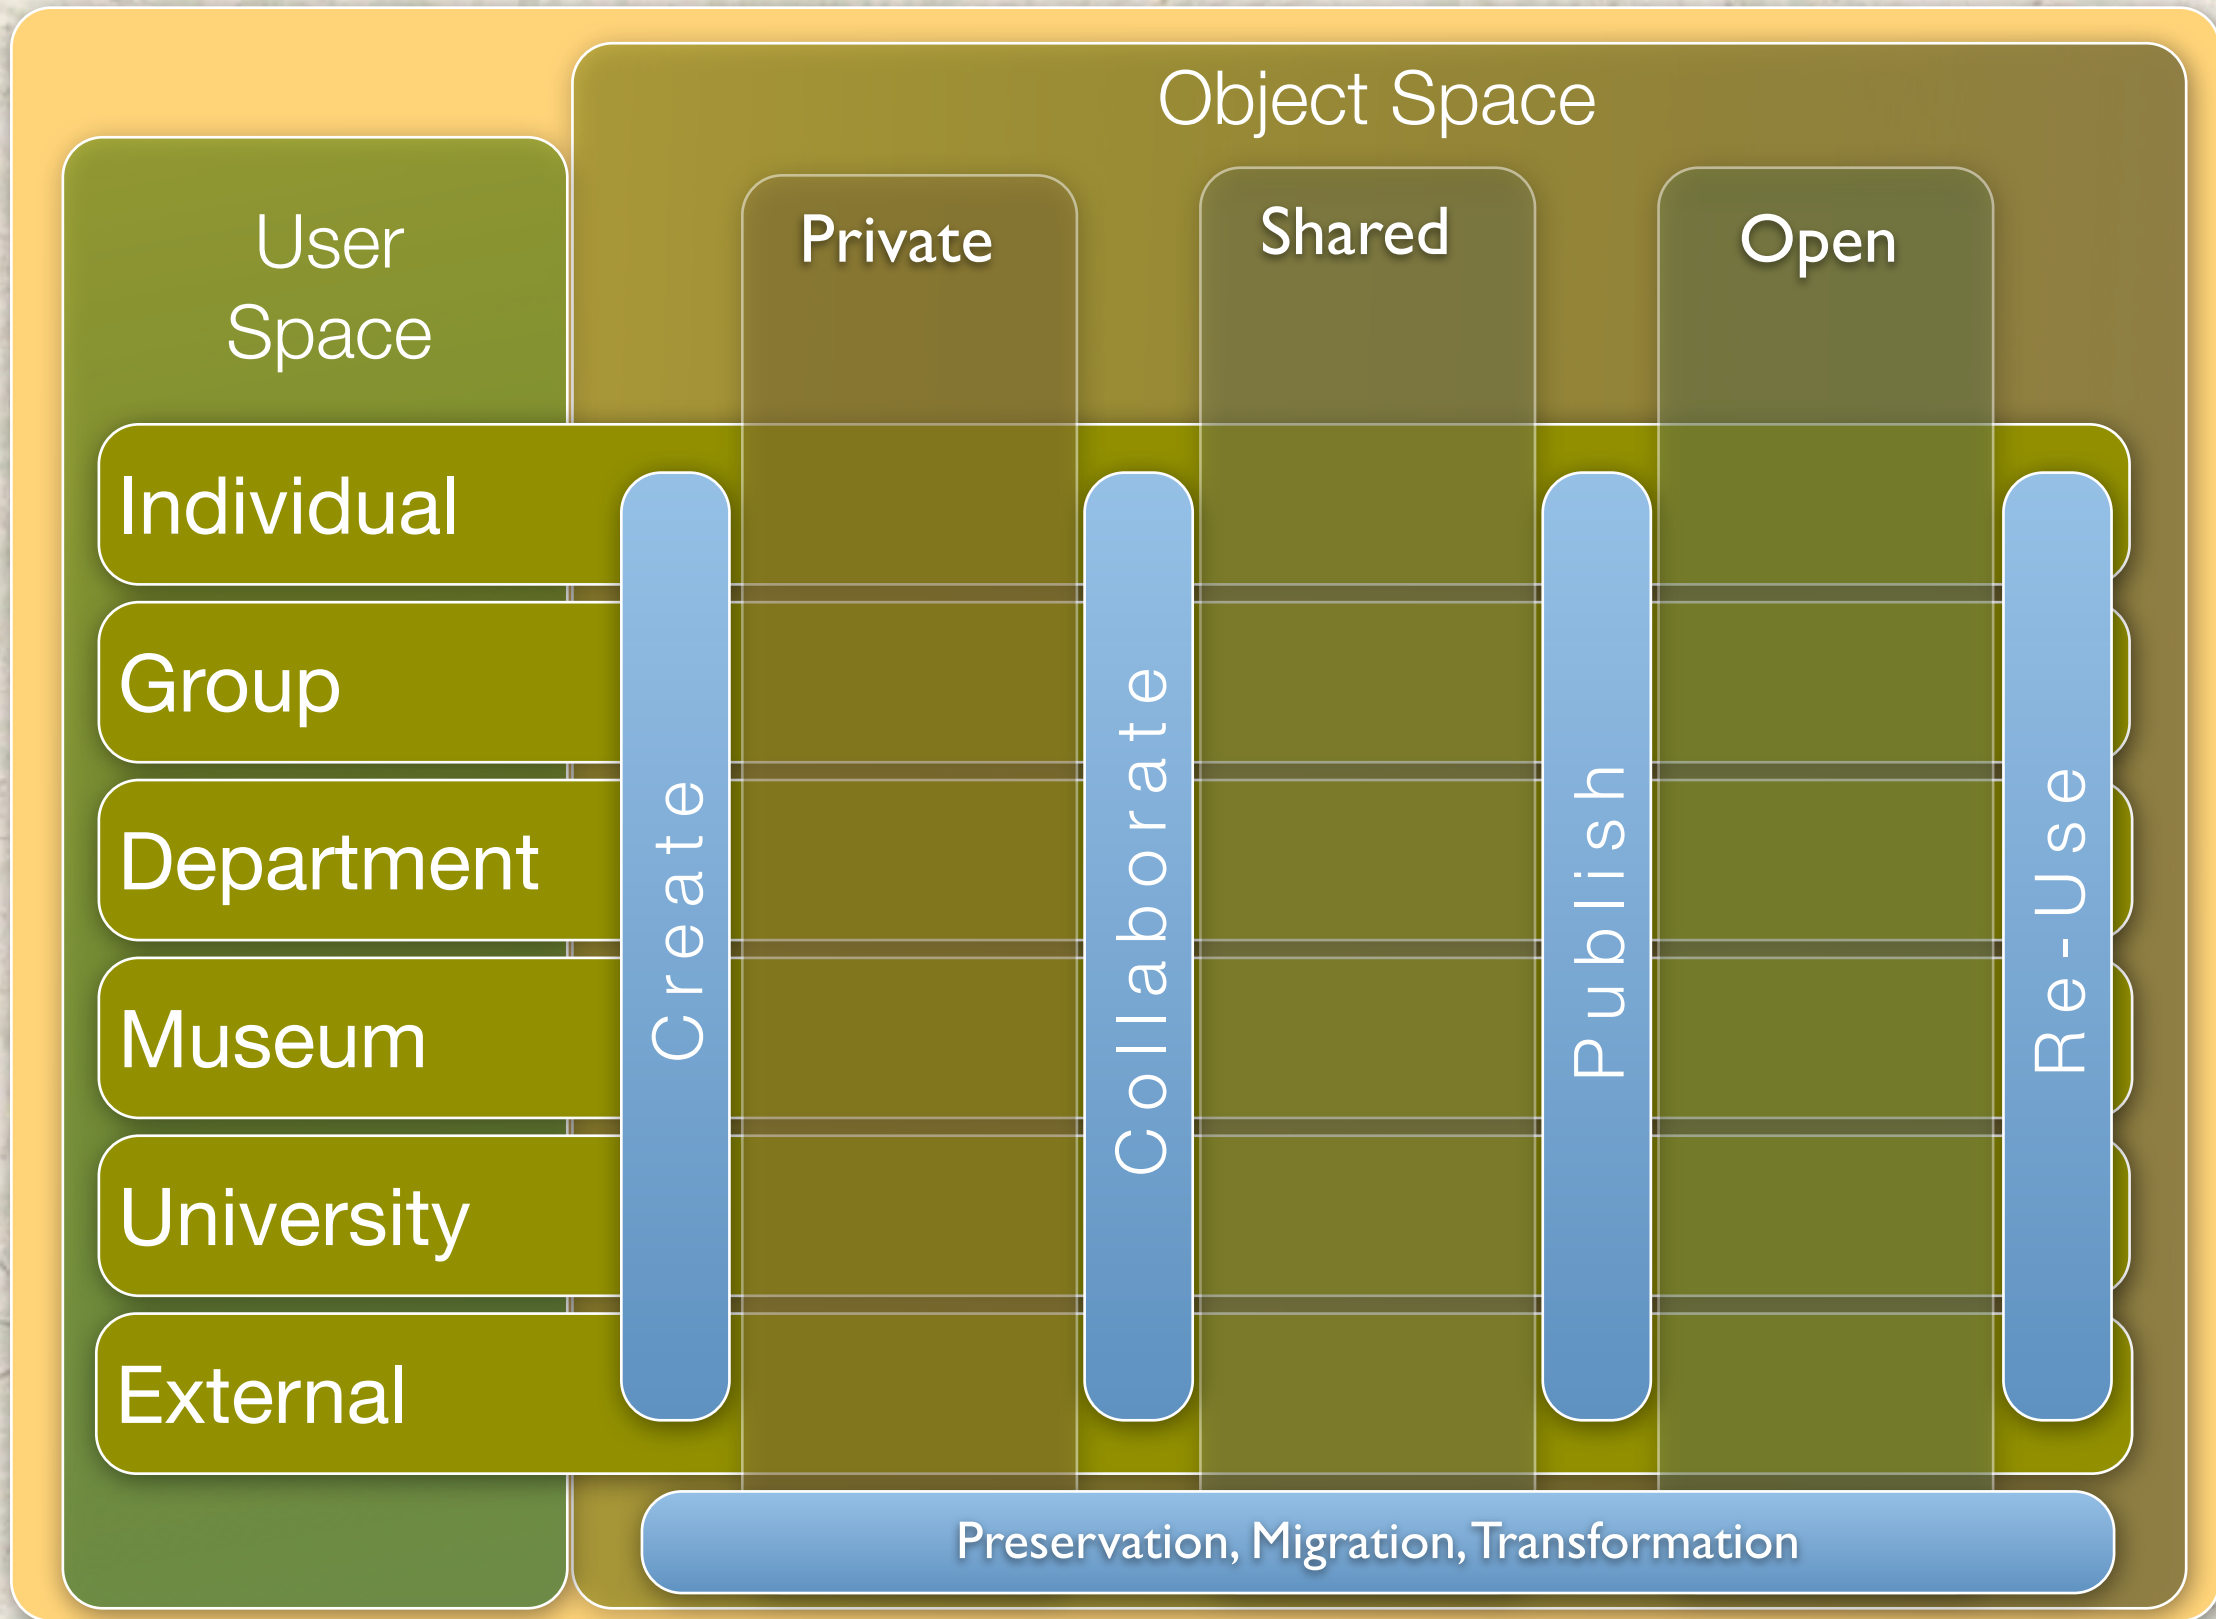 Object Space
User
Space
Private
Shared
Open
Individual
Group
Department
Museum
University
External
Create
Collaborate
Publish
Re-Use
Preservation, Migration, Transformation